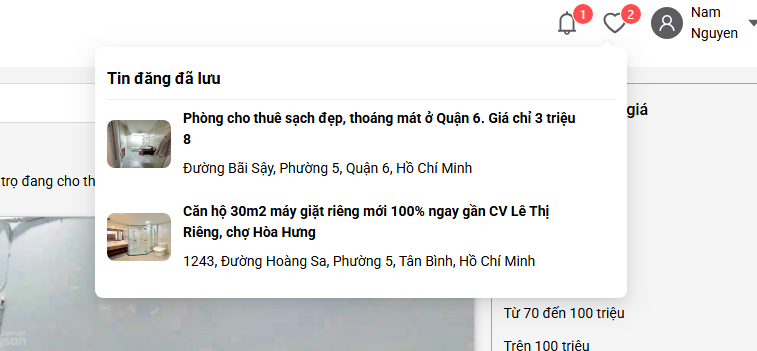 1
2
Nam
Nguyen
Tin đăng đã lưu
giá
Phòng cho thuê sạch đẹp, thoáng mát ở Quận 6. Giá chỉ 3 triệu
8
Đường Bãi Sậy, Phường 5, Quận 6, Hồ Chí Minh
trọ đang cho th
Căn hộ 30m2 máy giặt riêng mới 100% ngay gần CV Lê Thị
Riêng, chợ Hòa Hưng
1243, Đường Hoàng Sa, Phường 5, Tân Bình, Hồ Chí Minh
Từ 70 đến 100 triệu
Trên 100 triệu